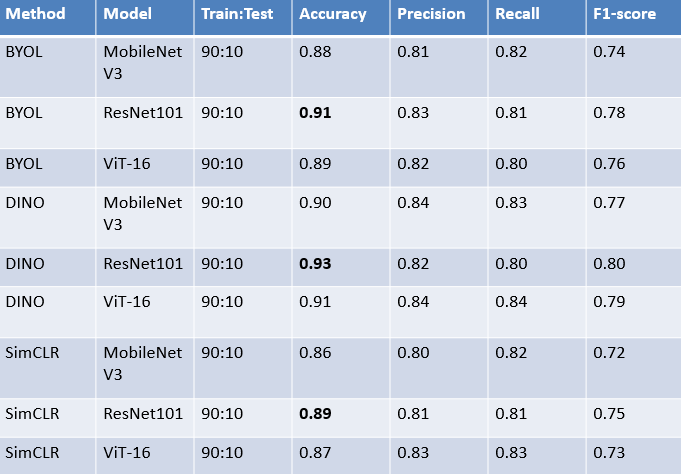 Method Model Train:Test Accuracy Precision Recall F1-score
BYOL MobileNet 90:10 0.88 0.81 0.82 0.74
V3
BYOL ResNet101 90:10 0.91 0.83 0.81 0.78
BYOL ViT-16 90:10 0.89 0.82 0.80 0.76
DINO MobileNet 90:10 0.90 0.84 0.83 0.77
V3
DINO ResNet101 90:10 0.93 0.82 0.80 0.80
DINO ViT-16 90:10 0.91 0.84 0.84 0.79
SimCLR MobileNet 90:10 0.86 0.80 0.82 0.72
V3
SimCLR ResNet101 90:10 0.89 0.81 0.81 0.75
SimCLR ViT-16 90:10 0.87 0.83 0.83 0.73